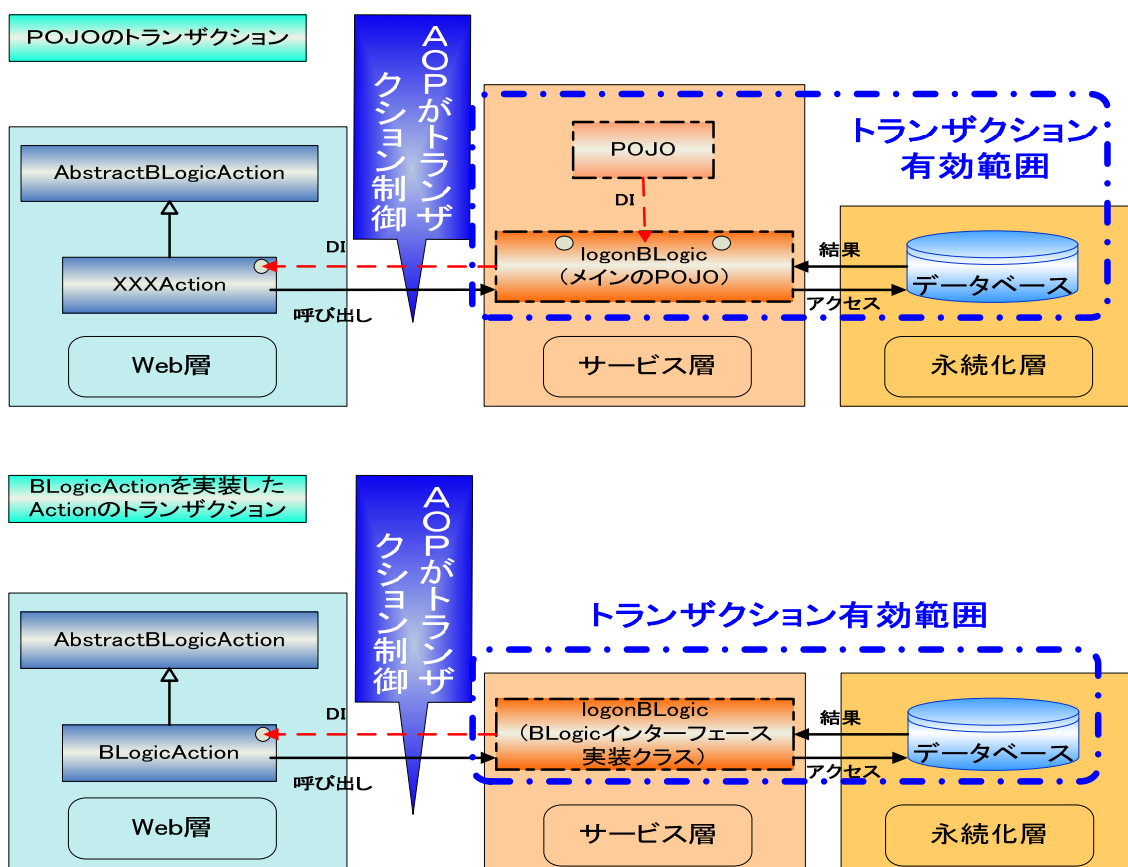 POJOのトランザクション
AOPがトランザ
クション制御
トランザクション
有効範囲
POJO
AbstractBLogicAction
DI
DI
logonBLogic
(メインのPOJO)
結果
XXXAction
データベース
呼び出し
アクセス
Web層
サービス層
永続化層
BLogicActionを実装した
Actionのトランザクション
AOPがトランザ
クション制御
トランザクション有効範囲
AbstractBLogicAction
DI
logonBLogic
(BLogicインターフェース
実装クラス)
結果
BLogicAction
データベース
呼び出し
アクセス
Web層
サービス層
永続化層